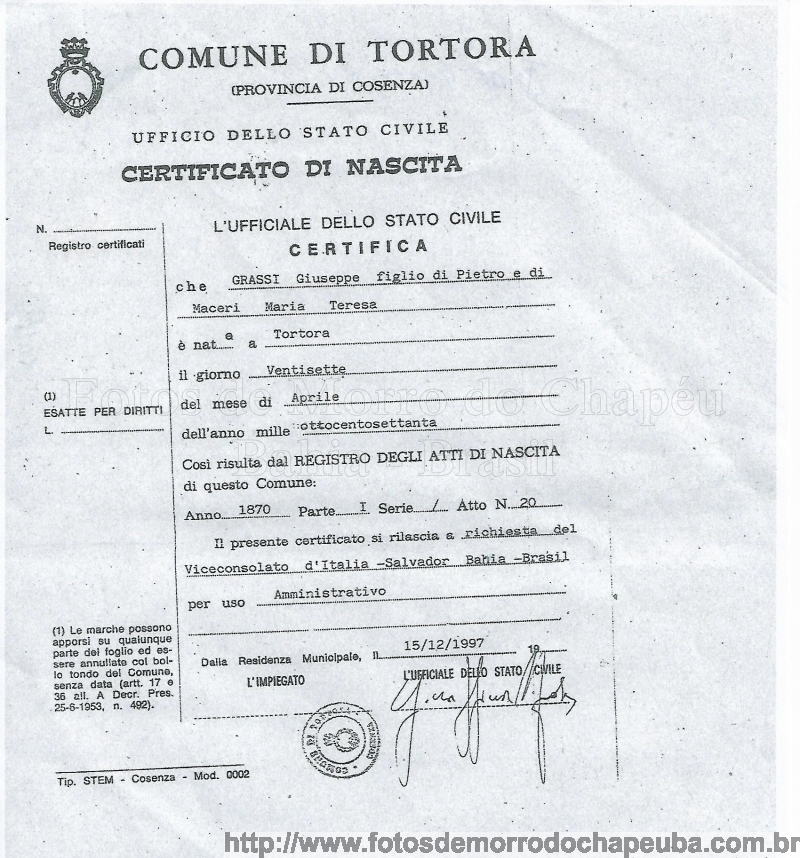 COMUNE DI TORTORA
(PROVINCIA DI COSENZA)
UFFICIO DELLO STATO CIVILE
CERTIFICATO DI NASCITA
N.
Registro certificati
(1)
ESATTE PER DIRITTI
L.
(1) Le marche possono
apporsi su qualunque
parte del foglio ed es-
sere annullate col bol-
lo tondo del Comune,
senza data (artt. 17 e
36 all. A Decr. Pres.
25-6-1953, n. 492).
L'UFFICIALE DELLO STATO CIVILE
CERTIFICA
che GRASSI Giuseppe figlio di Pietro e di
Maceri Maria Teresa
è nat e a Tortora
il giorno Ventisette
del mese di Aprile
dell'anno mille ottocentosettanta
Così risulta dal REGISTRO DEGLI ATTI DI NASCITA
di questo Comune:
Anno 1870 Parte I Serie / Atto N. 20
Il presente certificato si rilascia a richiesta del
Viceconsolato d'Italia -Salvador Bahia -Brasil
per uso Amministrativo
Dalla Residenza Municipale, il 15/12/1997 19
L'IMPIEGATO
L'UFFICIALE DELLO STATO CIVILE
COMUNE DI TORTORA
Tip. STEM - Cosenza - Mod. 0002
Fotos de Morro do Chapéu
Bahia - Brasil
http://www.fotosdemorrodochapeuba.com.br